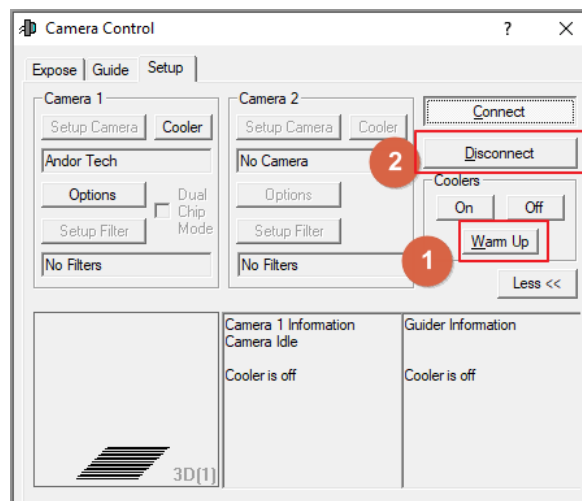 Camera Control
Expose Guide Setup
Camera 1
Setup Camera Cooler
Andor Tech
Options
Dual
Chip
Mode
Setup Filter
No Filters
Camera 2
Setup Camera Cooler
No Camera
Options
Setup Filter
No Filters
Connect
2
Disconnect
Coolers
On Off
1
Warm Up
Less <<
3D(1)
Camera 1 Information
Camera Idle
Cooler is off
Guider Information
Cooler is off